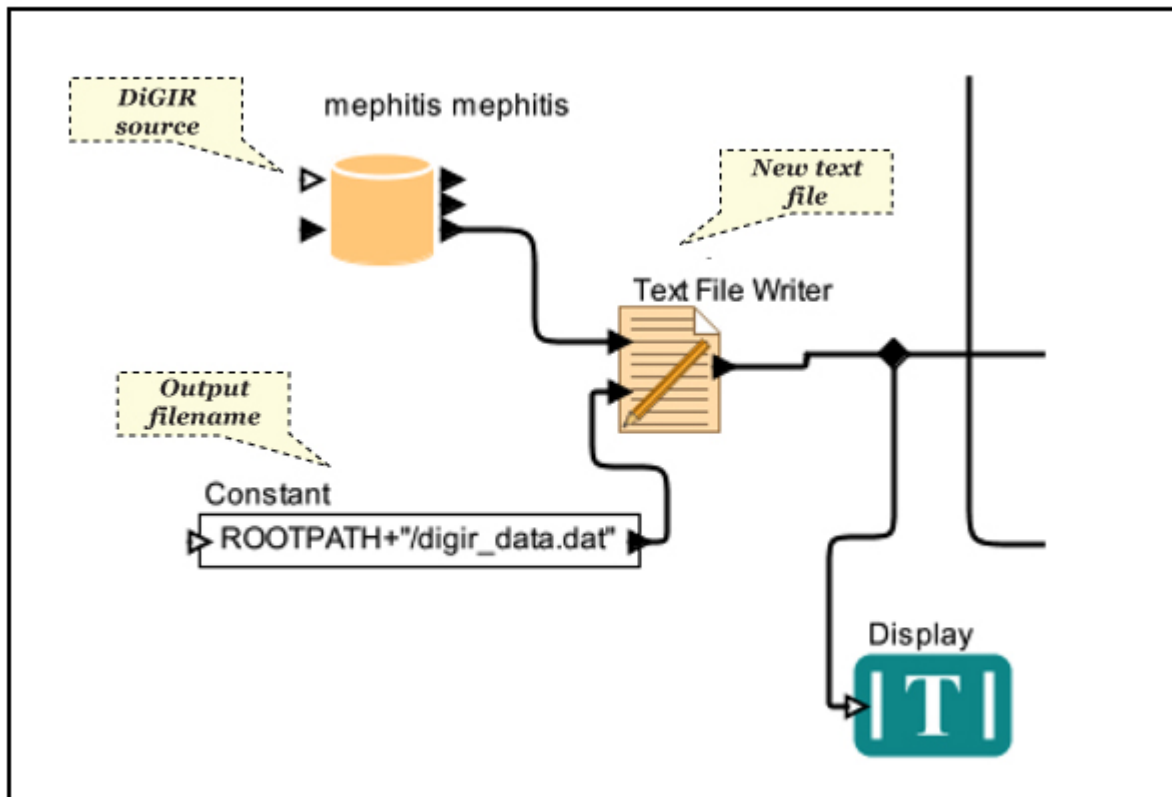 DiGIR
source
mephitis mephitis
New text
file
Text File Writer
Output
filename
Constant
ROOTPATH+"/digir_data.dat"
Display
T